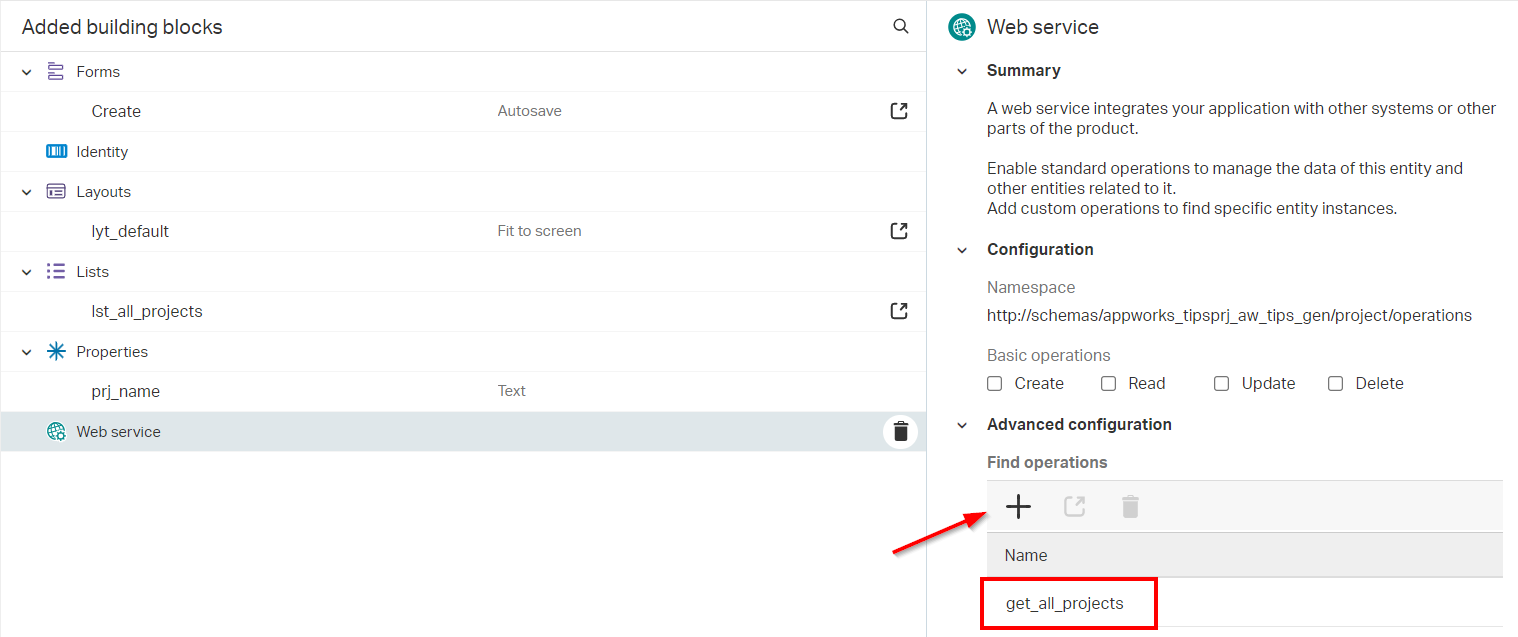 Added building blocks
Forms
Create Autosave
Identity
Layouts
lyt_default Fit to screen
Lists
lst_all_projects
Properties
prj_name Text
Web service
Web service
Summary
A web service integrates your application with other systems or other
parts of the product.
Enable standard operations to manage the data of this entity and
other entities related to it.
Add custom operations to find specific entity instances.
Configuration
Namespace
http://schemas/appworks_tipsprj_aw_tips_gen/project/operations
Basic operations
Create Read Update Delete
Advanced configuration
Find operations
Name
get_all_projects